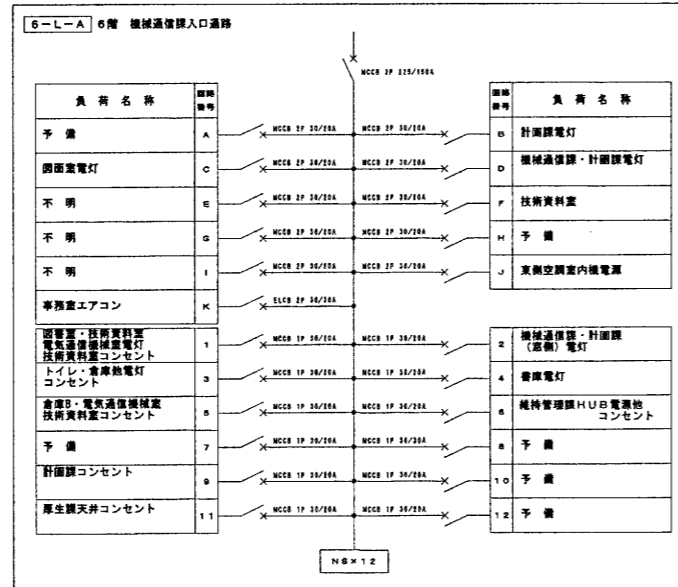 6-L-A 6階 機械通信課入口通路
MCCB 2P 225/150A
負荷名称 回路番号
回路番号 負荷名称
予備 A MCCB 2P 30/20A MCCB 2P 30/20A B 計画課電灯
図面室電灯 C MCCB 2P 30/20A MCCB 2P 30/20A D 機械通信課・計画課電灯
不明 E MCCB 2P 30/20A MCCB 2P 30/20A F 技術資料室
不明 G MCCB 2P 30/20A MCCB 2P 30/20A H 予備
不明 I MCCB 2P 30/20A MCCB 2P 30/20A J 東側空調室内機電源
事務室エアコン K ELCB 2P 30/30A
図書室・技術資料室
電気通信機械室電灯
技術資料室コンセント
1 MCCB 1P 30/20A MCCB 1P 30/20A 2
機械通信課・計画課
(窓側)電灯
トイレ・倉庫他電灯
コンセント
3 MCCB 1P 30/20A MCCB 1P 30/20A 4 書庫電灯
倉庫B・電気通信機械室
技術資料室コンセント
5 MCCB 1P 30/20A MCCB 1P 30/20A 6
維持管理課HUB電源他
コンセント
予備 7 MCCB 1P 30/20A MCCB 1P 30/20A 8 予備
計画課コンセント 9 MCCB 1P 30/20A MCCB 1P 30/20A 10 予備
厚生課天井コンセント 11 MCCB 1P 30/20A MCCB 1P 30/20A 12 予備
NS×12